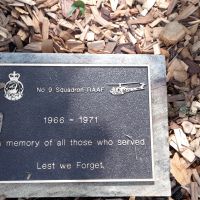 No 9 Squadron RAAF
1966 - 1971
n memory of all those who served
Lest we Forget